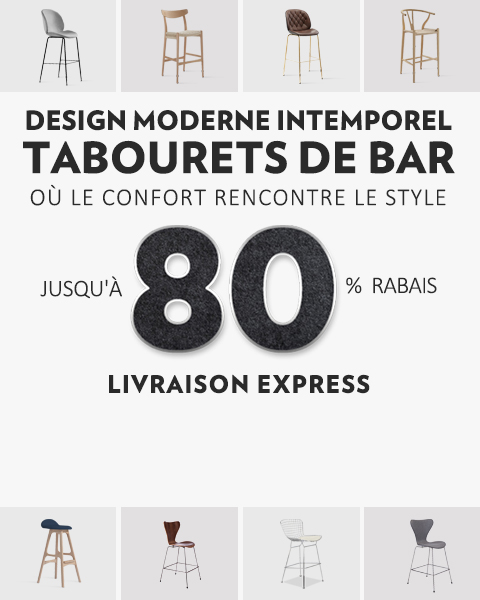 DESIGN MODERNE INTEMPOREL
TABOURETS DE BAR
OÙ LE CONFORT RENCONTRE LE STYLE
JUSQU'À 80 % RABAIS
LIVRAISON EXPRESS